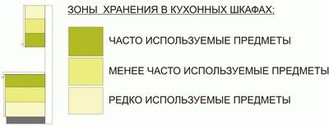 ЗОНЫ ХРАНЕНИЯ В КУХОННЫХ ШКАФАХ:
ЧАСТО ИСПОЛЬЗУЕМЫЕ ПРЕДМЕТЫ
МЕНЕЕ ЧАСТО ИСПОЛЬЗУЕМЫЕ ПРЕДМЕТЫ
РЕДКО ИСПОЛЬЗУЕМЫЕ ПРЕДМЕТЫ